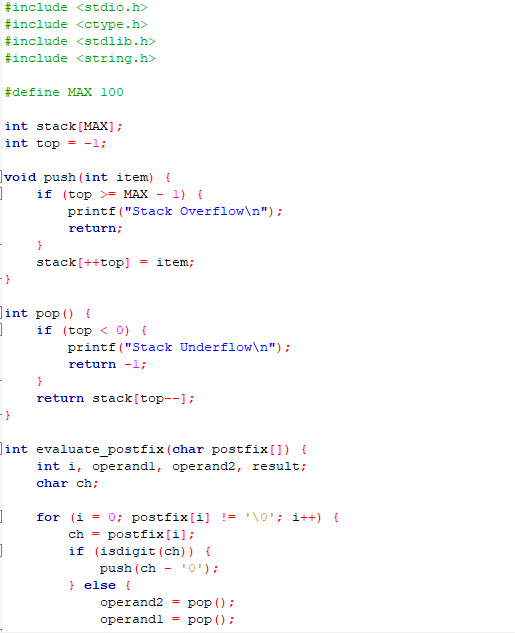 #include <stdio.h>
#include <ctype.h>
#include <stdlib.h>
#include <string.h>
#define MAX 100
int stack[MAX];
int top = -1;
void push(int item) {
if (top >= MAX - 1) {
printf("Stack Overflow\n");
return;
}
stack[++top] = item;
}
int pop() {
if (top < 0) {
printf("Stack Underflow\n");
return -1;
}
return stack[top--];
}
int evaluate_postfix(char postfix[]) {
int i, operand1, operand2, result;
char ch;
for (i = 0; postfix[i] != '\0'; i++) {
ch = postfix[i];
if (isdigit(ch)) {
push(ch - '0');
} else {
operand2 = pop();
operand1 = pop();